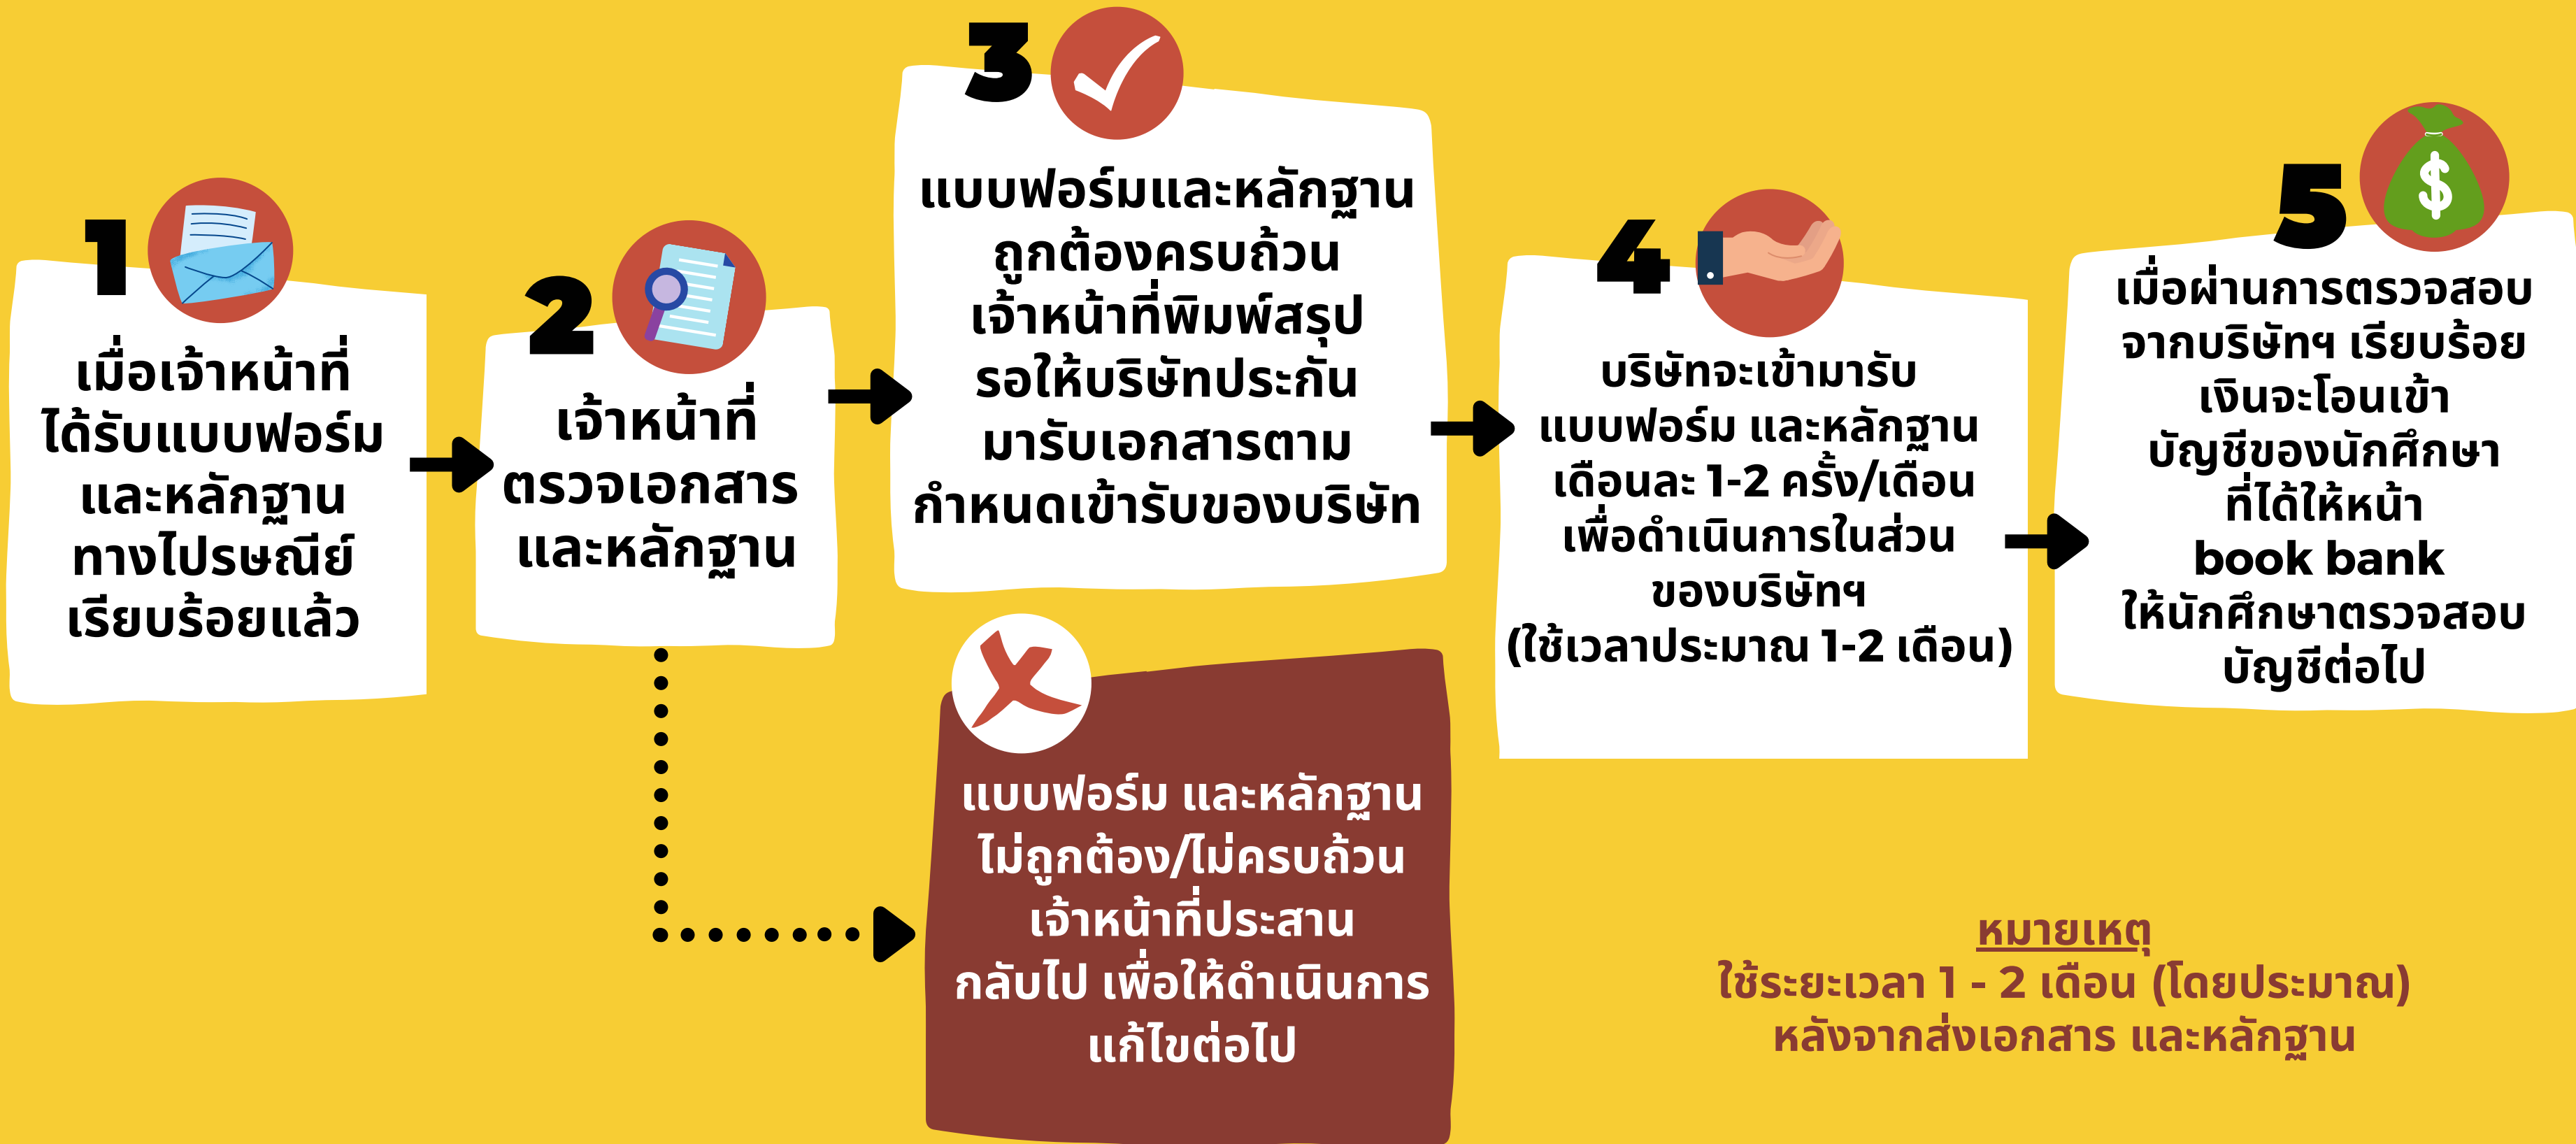 1
เมื่อเจ้าหน้าที่
ได้รับแบบฟอร์ม
และหลักฐาน
ทางไปรษณีย์
เรียบร้อยแล้ว
2
เจ้าหน้าที่
ตรวจเอกสาร
และหลักฐาน
3
แบบฟอร์มและหลักฐาน
ถูกต้องครบถ้วน
เจ้าหน้าที่พิมพ์สรุป
รอให้บริษัทประกัน
มารับเอกสารตาม
กำหนดเข้ารับของบริษัท
แบบฟอร์ม และหลักฐาน
ไม่ถูกต้อง/ไม่ครบถ้วน
เจ้าหน้าที่ประสาน
กลับไป เพื่อให้ดำเนินการ
แก้ไขต่อไป
4
บริษัทจะเข้ามารับ
แบบฟอร์ม และหลักฐาน
เดือนละ 1-2 ครั้ง/เดือน
เพื่อดำเนินการในส่วน
ของบริษัทฯ
(ใช้เวลาประมาณ 1-2 เดือน)
5
$
เมื่อผ่านการตรวจสอบ
จากบริษัทฯ เรียบร้อย
เงินจะโอนเข้า
บัญชีของนักศึกษา
ที่ได้ให้หน้า
book bank
ให้นักศึกษาตรวจสอบ
บัญชีต่อไป
หมายเหตุ
ใช้ระยะเวลา 1 - 2 เดือน (โดยประมาณ)
หลังจากส่งเอกสาร และหลักฐาน